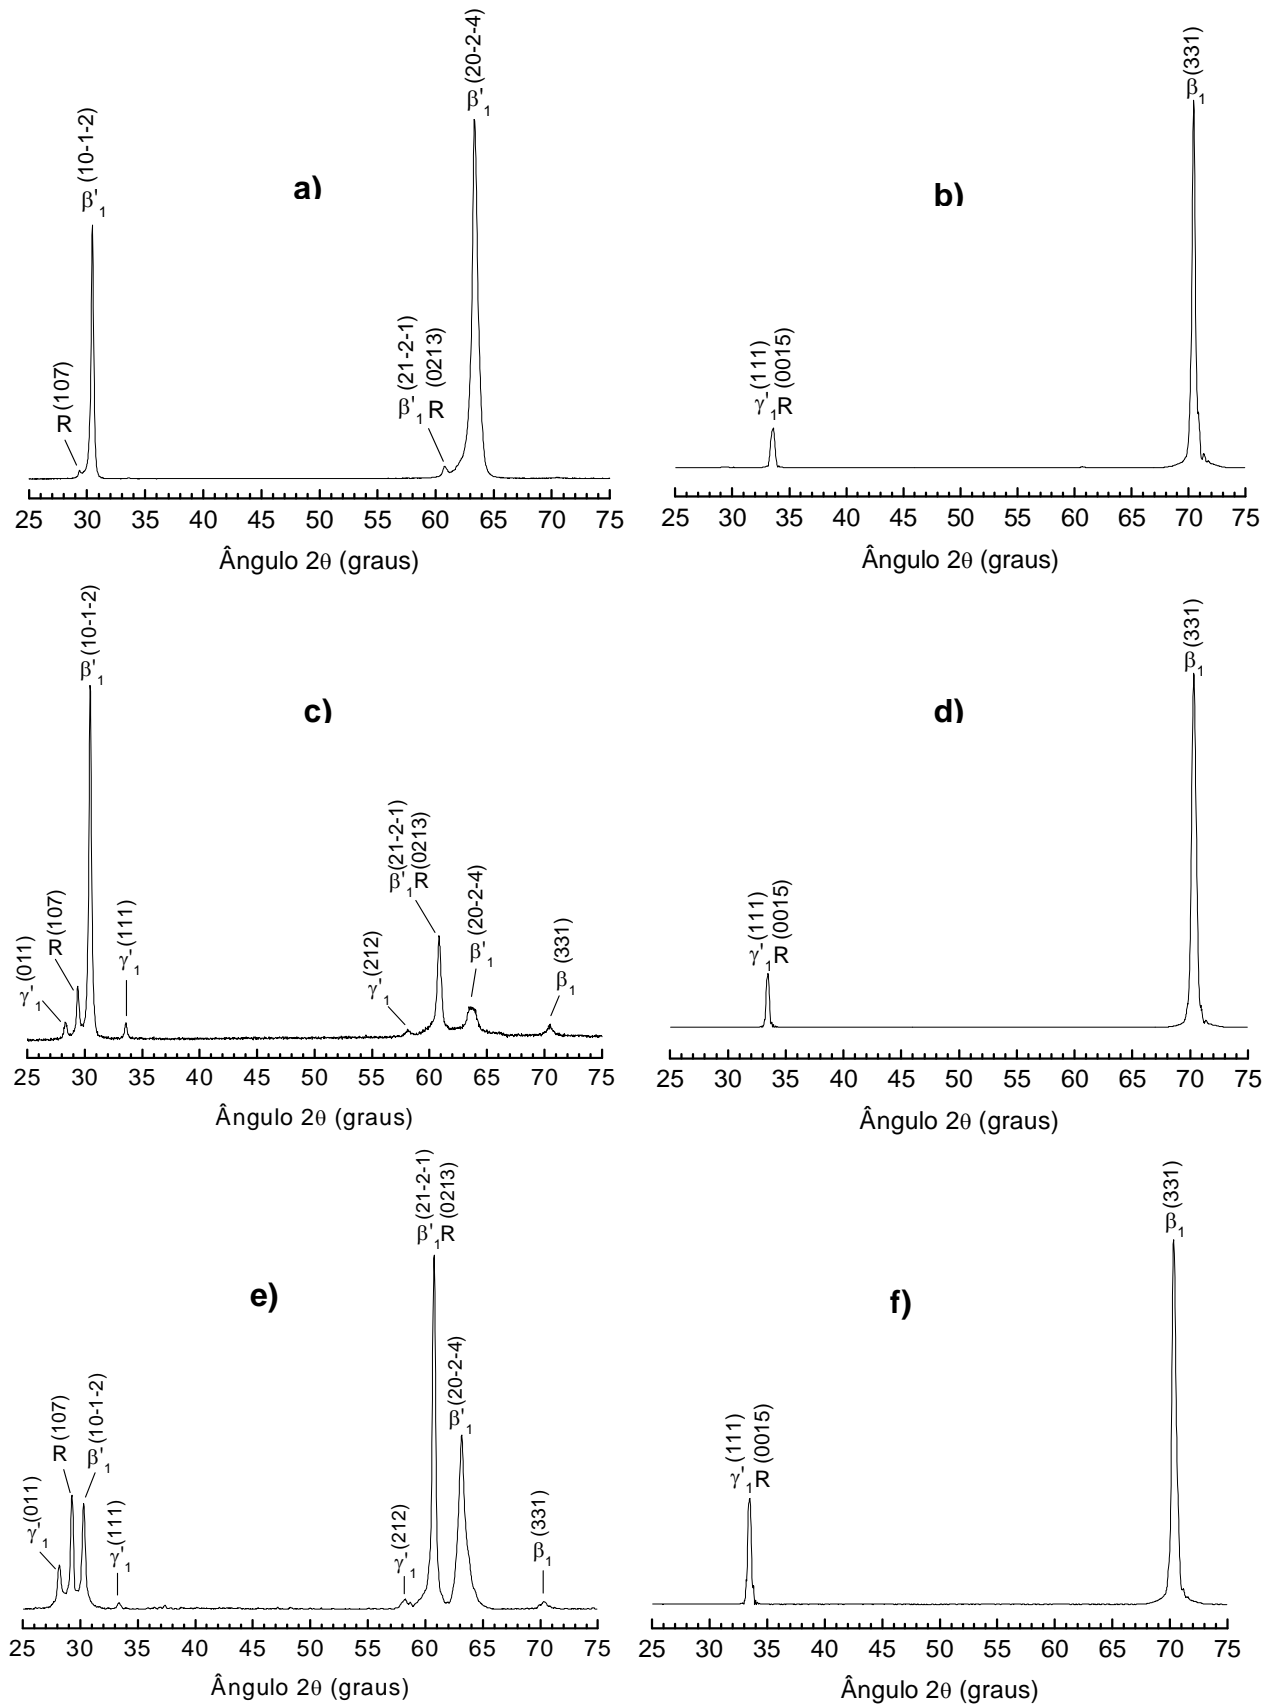 a)
R (107)
β'₁ (10-1-2)
β'₁ (21-2-1) R (0213)
β'₁ (20-2-4)
25 30 35 40 45 50 55 60 65 70 75
Ângulo 2θ (graus)
b)
γ'₁ (111) R (0015)
β₁ (331)
25 30 35 40 45 50 55 60 65 70 75
Ângulo 2θ (graus)
c)
γ'₁ (011)
R (107)
β'₁ (10-1-2)
γ'₁ (111)
γ'₁ (212)
β'₁ (21-2-1) R (0213)
β'₁ (20-2-4)
β₁ (331)
25 30 35 40 45 50 55 60 65 70 75
Ângulo 2θ (graus)
d)
γ'₁ (111) R (0015)
β₁ (331)
25 30 35 40 45 50 55 60 65 70 75
Ângulo 2θ (graus)
e)
γ'₁ (011)
R (107)
β'₁ (10-1-2)
γ'₁ (111)
γ'₁ (212)
β'₁ (21-2-1) R (0213)
β'₁ (20-2-4)
β₁ (331)
25 30 35 40 45 50 55 60 65 70 75
Ângulo 2θ (graus)
f)
γ'₁ (111) R (0015)
β₁ (331)
25 30 35 40 45 50 55 60 65 70 75
Ângulo 2θ (graus)